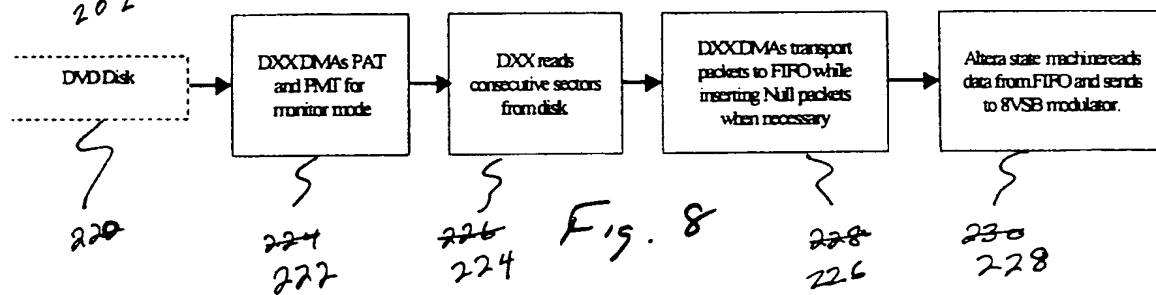 202
DVD Disk
DXX DMAs PAT
and PMT for
monitor mode
DXX reads
consecutive sectors
from disk
DXX DMAs transport
packets to FIFO while
inserting Null packets
when necessary
Altera state machine reads
data from FIFO and sends
to 8VSB modulator.
220
224
222
226
224
Fig. 8
228
226
230
228